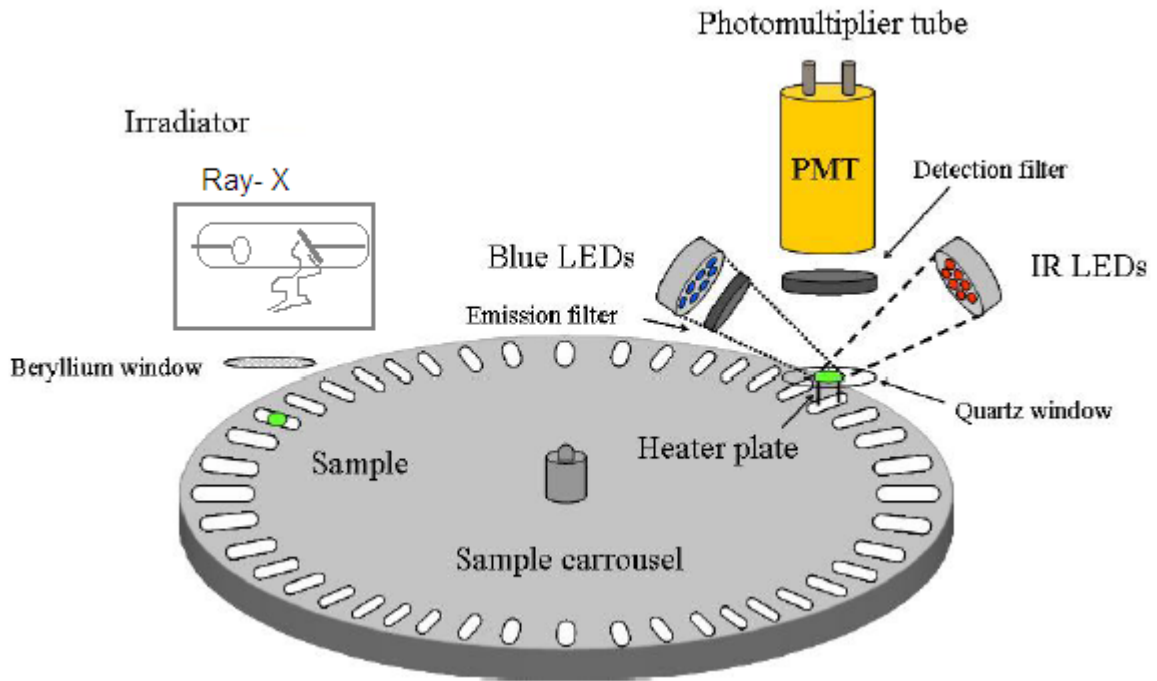 Photomultiplier tube
Irradiator
Ray- X
PMT
Detection filter
Blue LEDs
IR LEDs
Emission filter
Beryllium window
Quartz window
Sample
Heater plate
Sample carrousel